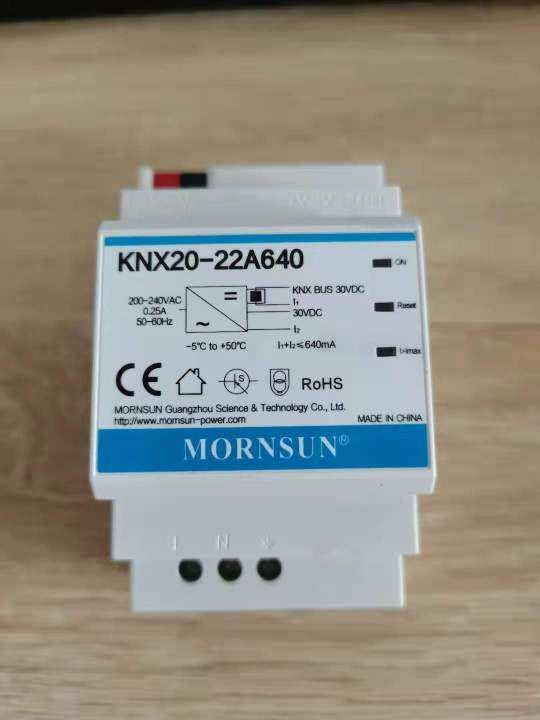 KNX20-22A640
ON
200-240VAC
0.25A
50-60Hz
KNX BUS 30VDC
I₁
30VDC
I₂
Reset
I>Imax
-5℃ to +50℃
I₁+I₂≤640mA
CE
S
RoHS
MORNSUN Guangzhou Science & Technology Co., Ltd.
http://www.mornsun-power.com
MADE IN CHINA
MORNSUN®
L N